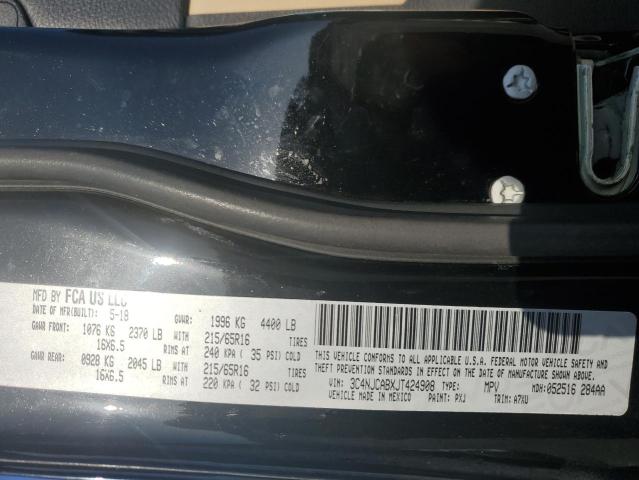 MFD BY FCA US LLC
DATE OF MFR(BUILT): 5-18 GVWR: 1996 KG 4400 LB
GAWR FRONT: 1076 KG 2370 LB WITH 215/65R16 TIRES
16X6.5 RIMS AT 240 KPA ( 35 PSI) COLD
GAWR REAR: 0928 KG 2045 LB WITH 215/65R16 TIRES
16X6.5 RIMS AT 220 KPA ( 32 PSI) COLD
THIS VEHICLE CONFORMS TO ALL APPLICABLE U.S.A. FEDERAL MOTOR VEHICLE SAFETY, BUMPER AND
THEFT PREVENTION STANDARDS IN EFFECT ON THE DATE OF MANUFACTURE SHOWN ABOVE.
VIN: 3C4NJCABXJT424908 TYPE: MPV MDH: 052516 284AA
VEHICLE MADE IN MEXICO PAINT: PXJ TRIM: A7XU